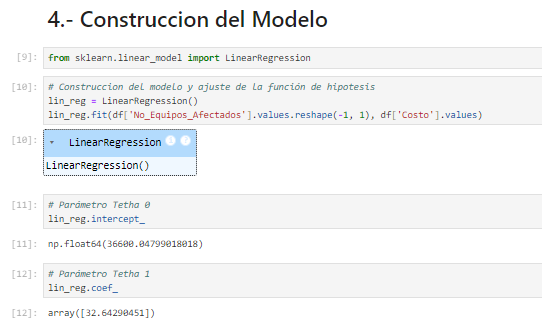 4.- Construccion del Modelo
[9]: from sklearn.linear_model import LinearRegression
[10]: # Construccion del modelo y ajuste de la función de hipotesis
lin_reg = LinearRegression()
lin_reg.fit(df['No_Equipos_Afectados'].values.reshape(-1, 1), df['Costo'].values)
[10]: ▾ LinearRegression i ?
LinearRegression()
[11]: # Parámetro Tetha 0
lin_reg.intercept_
[11]: np.float64(36600.04799018018)
[12]: # Parámetro Tetha 1
lin_reg.coef_
[12]: array([32.64290451])